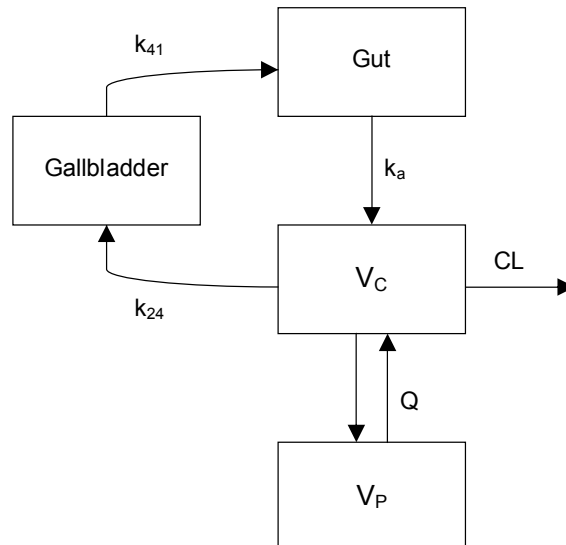 k41
Gut
Gallbladder
ka
VC
CL
k24
Q
VP